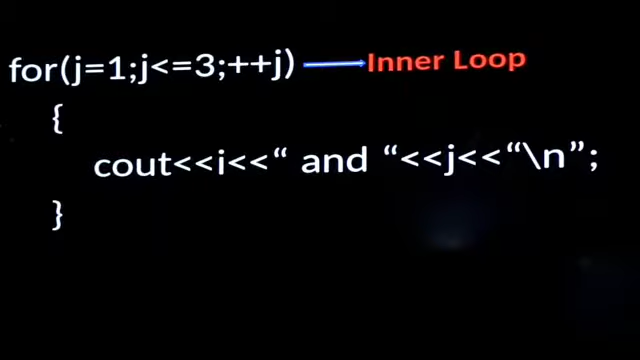 for(j=1;j<=3;++j) Inner Loop
{
cout<<i<<“ and “<<j<<“\n”;
}